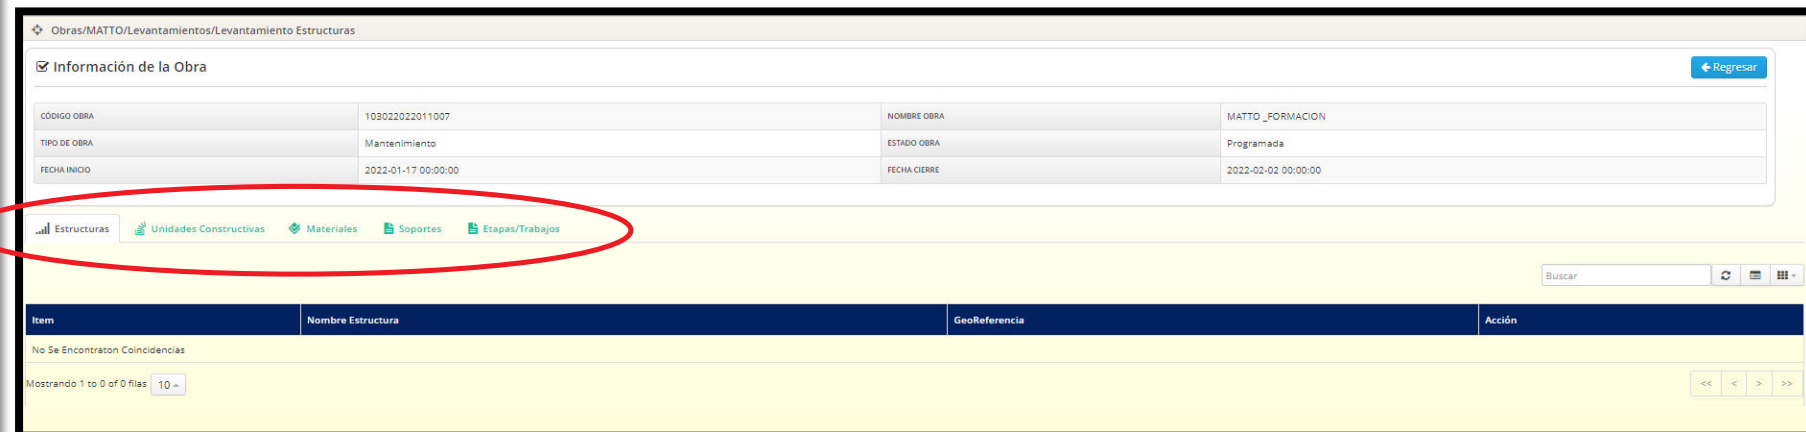 Obras/MATTO/Levantamientos/Levantamiento Estructuras
Información de la Obra
Regresar
CÓDIGO OBRA 103022022011007 NOMBRE OBRA MATTO _FORMACION
TIPO DE OBRA Mantenimiento ESTADO OBRA Programada
FECHA INICIO 2022-01-17 00:00:00 FECHA CIERRE 2022-02-02 00:00:00
Estructuras Unidades Constructivas Materiales Soportes Etapas/Trabajos
Buscar
Item Nombre Estructura GeoReferencia Acción
No Se Encontraton Coincidencias
Mostrando 1 to 0 of 0 filas 10
<< < > >>